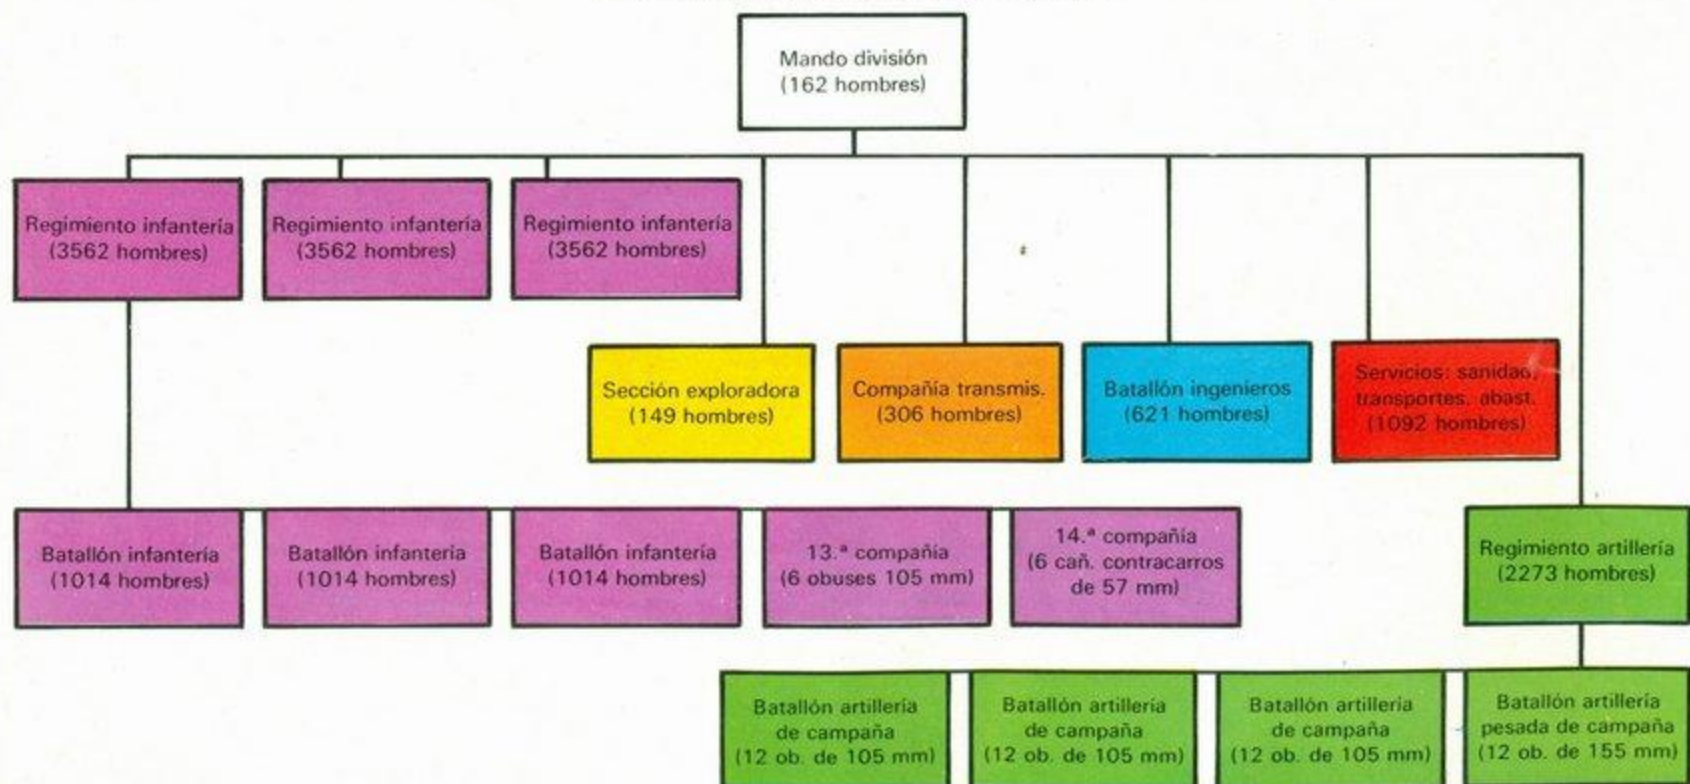 Mando división
(162 hombres)
Regimiento infantería
(3562 hombres)
Regimiento infantería
(3562 hombres)
Regimiento infantería
(3562 hombres)
Sección exploradora
(149 hombres)
Compañía transmis.
(306 hombres)
Batallón ingenieros
(621 hombres)
Servicios: sanidad,
transportes, abast.
(1092 hombres)
Batallón infantería
(1014 hombres)
Batallón infantería
(1014 hombres)
Batallón infantería
(1014 hombres)
13.ª compañía
(6 obuses 105 mm)
14.ª compañía
(6 cañ. contracarros
de 57 mm)
Regimiento artillería
(2273 hombres)
Batallón artillería
de campaña
(12 ob. de 105 mm)
Batallón artillería
de campaña
(12 ob. de 105 mm)
Batallón artillería
de campaña
(12 ob. de 105 mm)
Batallón artillería
pesada de campaña
(12 ob. de 155 mm)